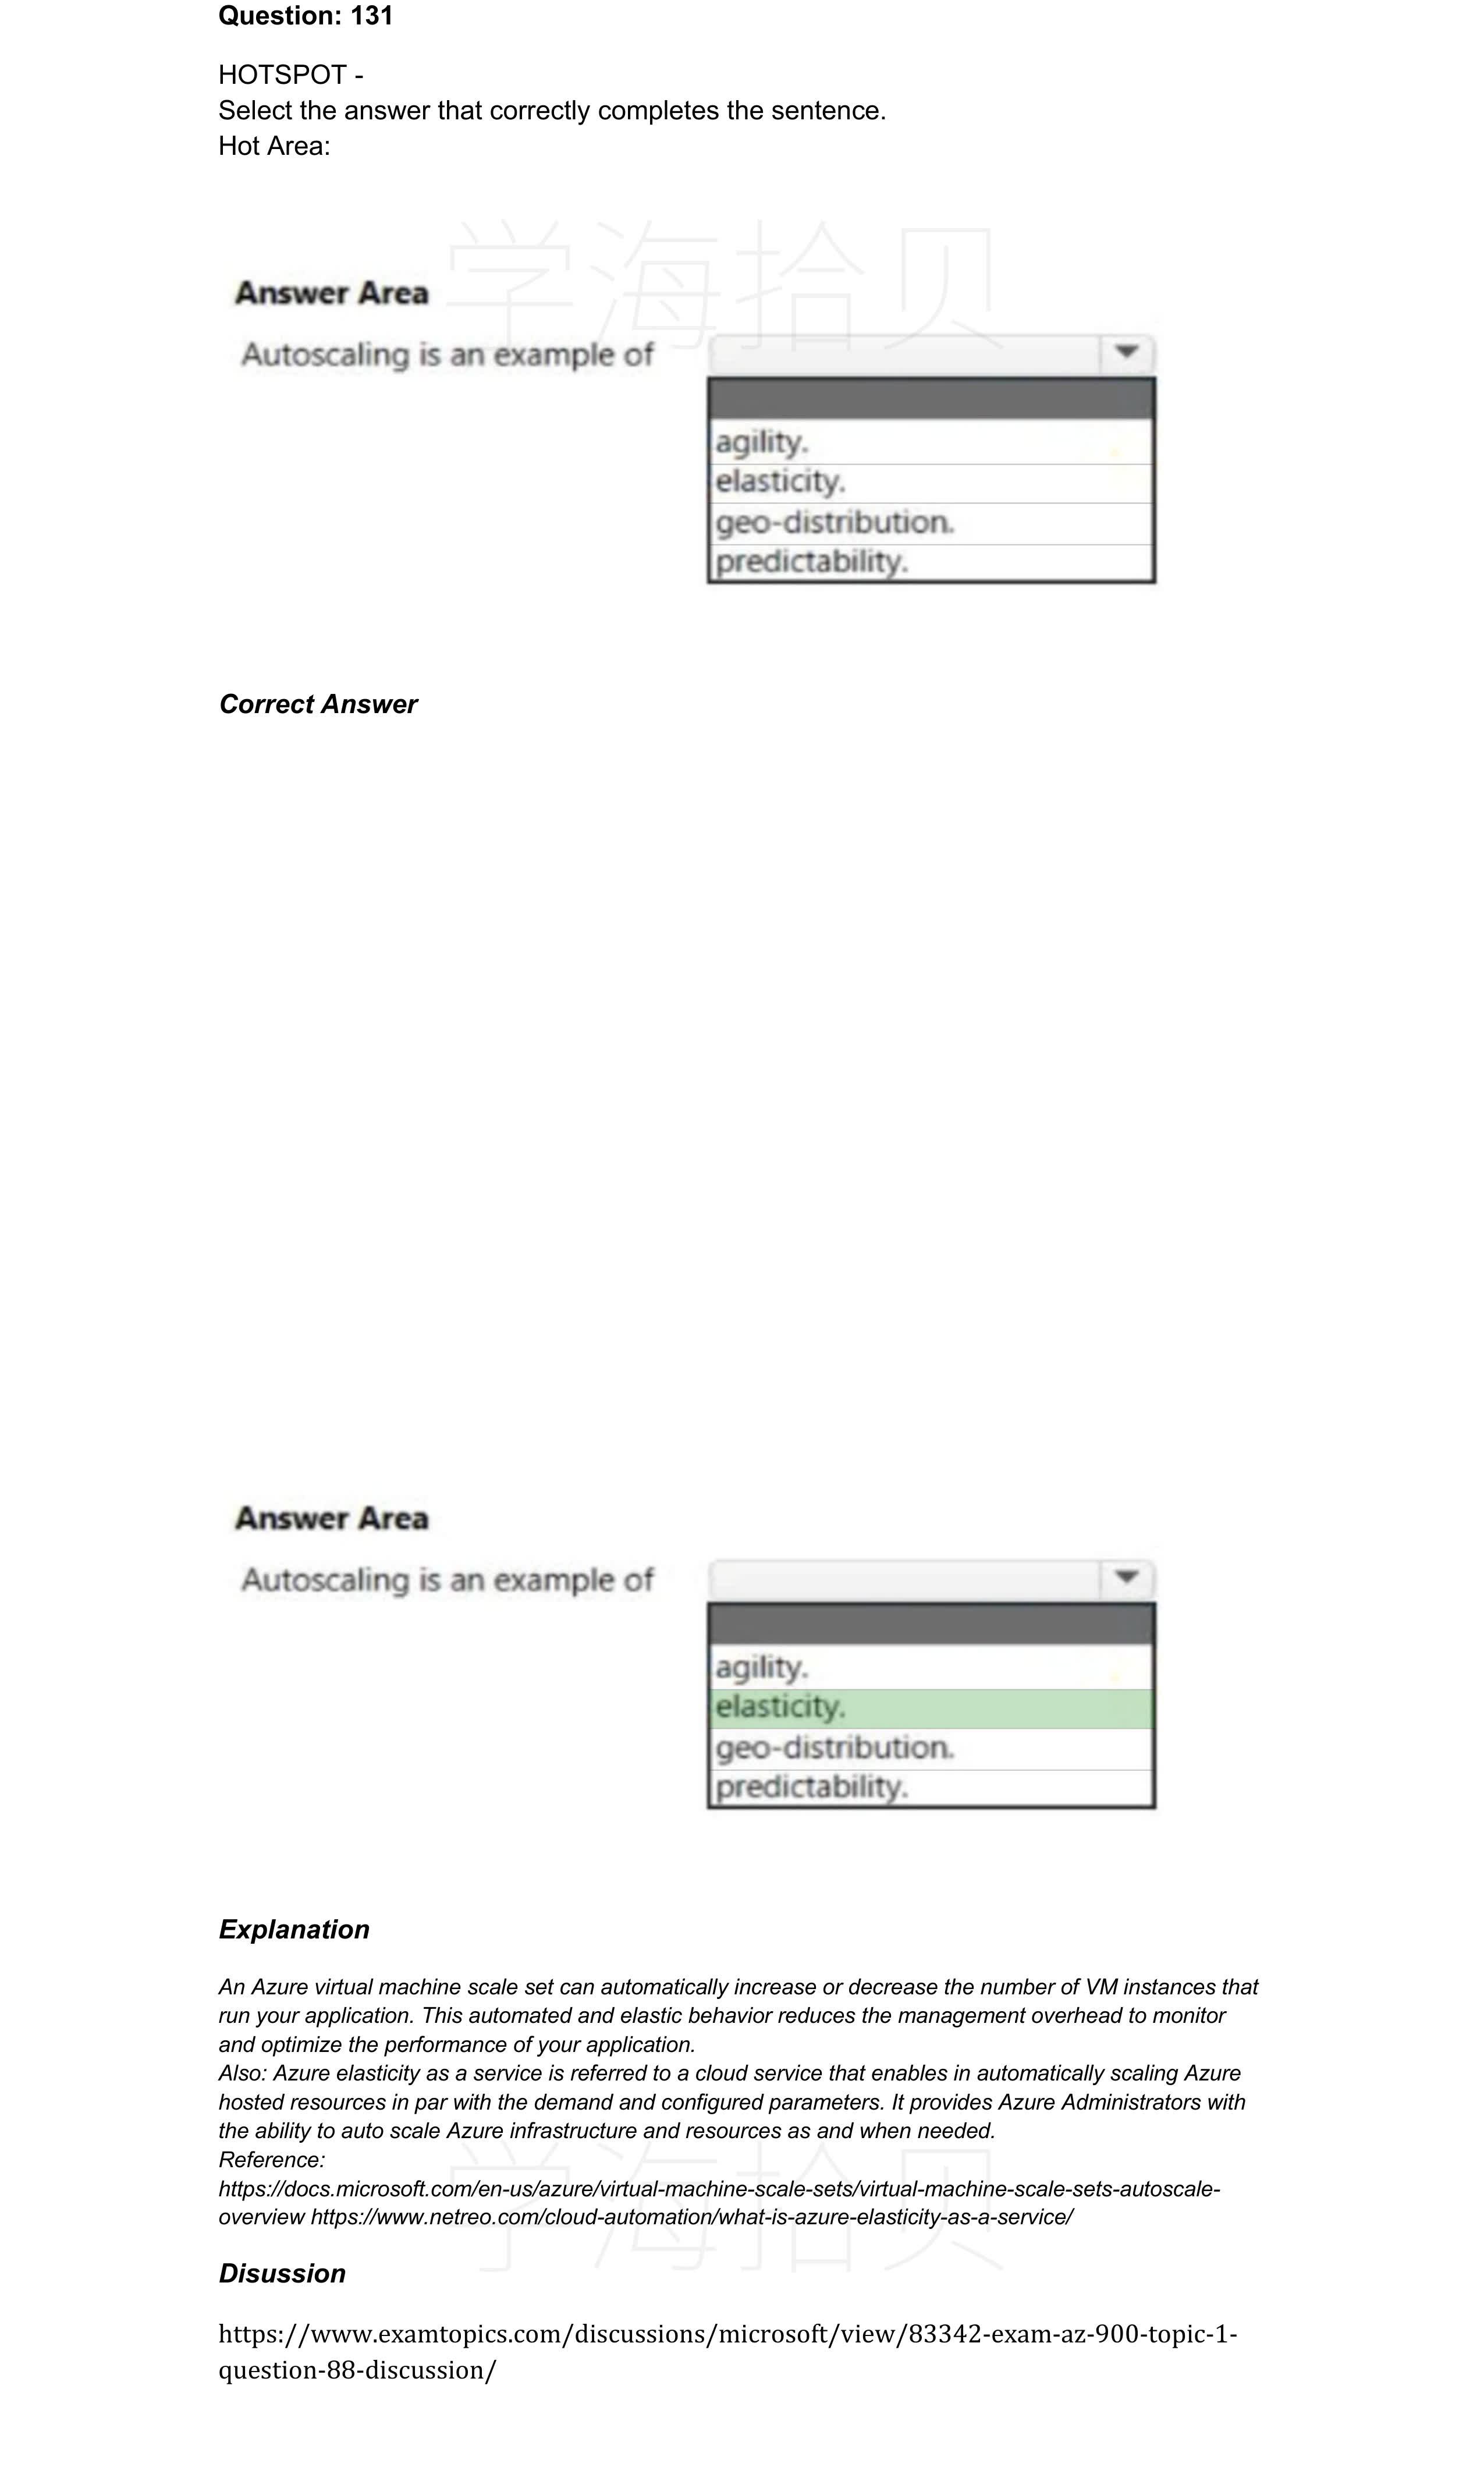 Question: 131
HOTSPOT -
Select the answer that correctly completes the sentence.
Hot Area:
学海拾贝
Answer Area
Autoscaling is an example of
agility.
elasticity.
geo-distribution.
predictability.
Correct Answer
Answer Area
Autoscaling is an example of
agility.
elasticity.
geo-distribution.
predictability.
Explanation
An Azure virtual machine scale set can automatically increase or decrease the number of VM instances that
run your application. This automated and elastic behavior reduces the management overhead to monitor
and optimize the performance of your application.
Also: Azure elasticity as a service is referred to a cloud service that enables in automatically scaling Azure
hosted resources in par with the demand and configured parameters. It provides Azure Administrators with
the ability to auto scale Azure infrastructure and resources as and when needed.
Reference:
https://docs.microsoft.com/en-us/azure/virtual-machine-scale-sets/virtual-machine-scale-sets-autoscale-
overview https://www.netreo.com/cloud-automation/what-is-azure-elasticity-as-a-service/
学海拾贝
Disussion
https://www.examtopics.com/discussions/microsoft/view/83342-exam-az-900-topic-1-
question-88-discussion/